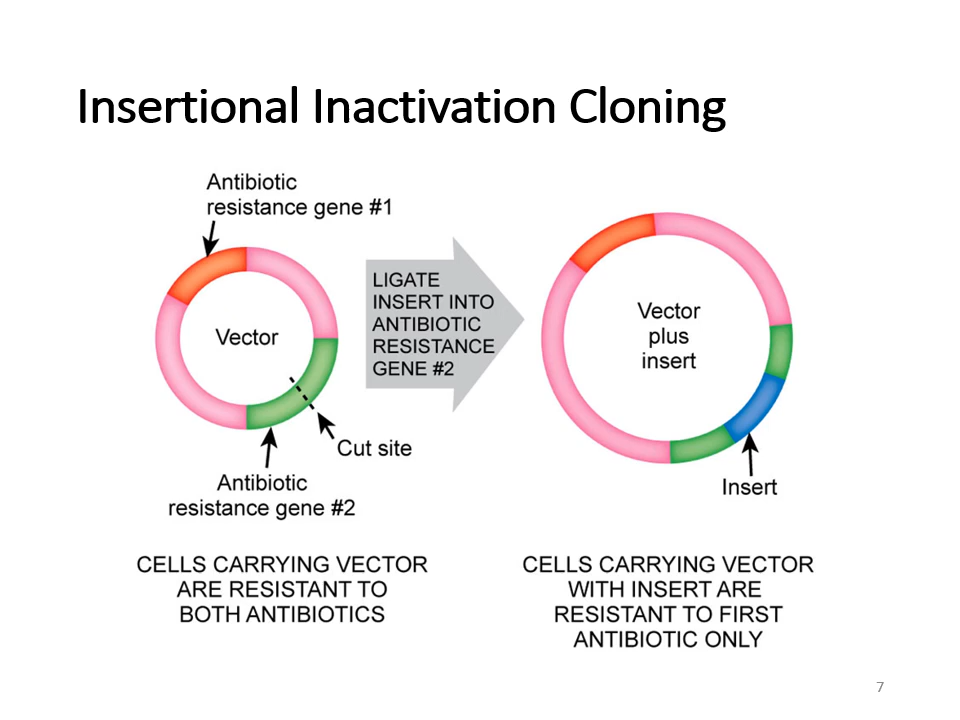 Insertional Inactivation Cloning
Antibiotic
resistance gene #1
Vector
Cut site
Antibiotic
resistance gene #2
LIGATE
INSERT INTO
ANTIBIOTIC
RESISTANCE
GENE #2
Vector
plus
insert
Insert
CELLS CARRYING VECTOR
ARE RESISTANT TO
BOTH ANTIBIOTICS
CELLS CARRYING VECTOR
WITH INSERT ARE
RESISTANT TO FIRST
ANTIBIOTIC ONLY
7